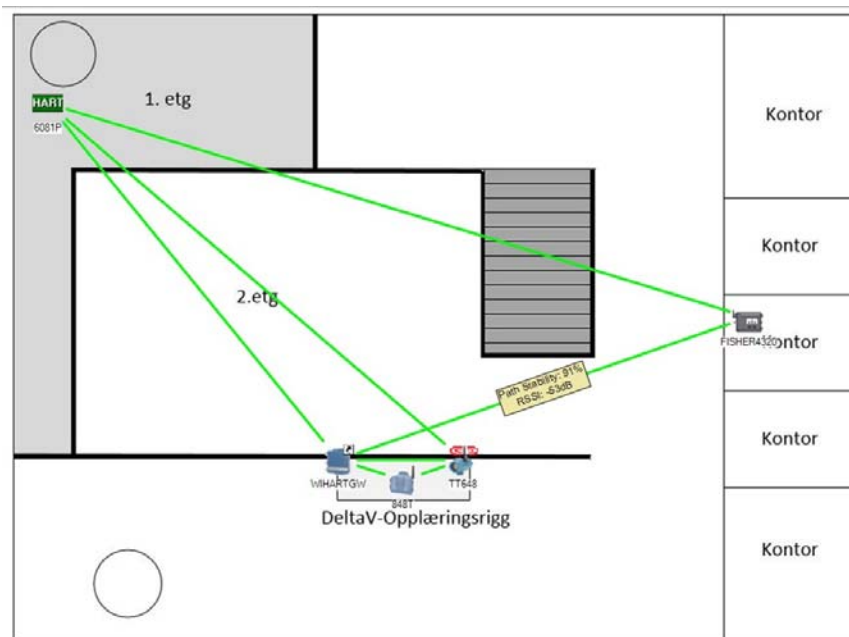 1. etg
HART
6081P
Kontor
Kontor
2.etg
FISHER4320
Kontor
Path Stability: 91%
RSSI: -53dB
Kontor
WIHARTGW
848T
TT648
DeltaV-Opplæringsrigg
Kontor